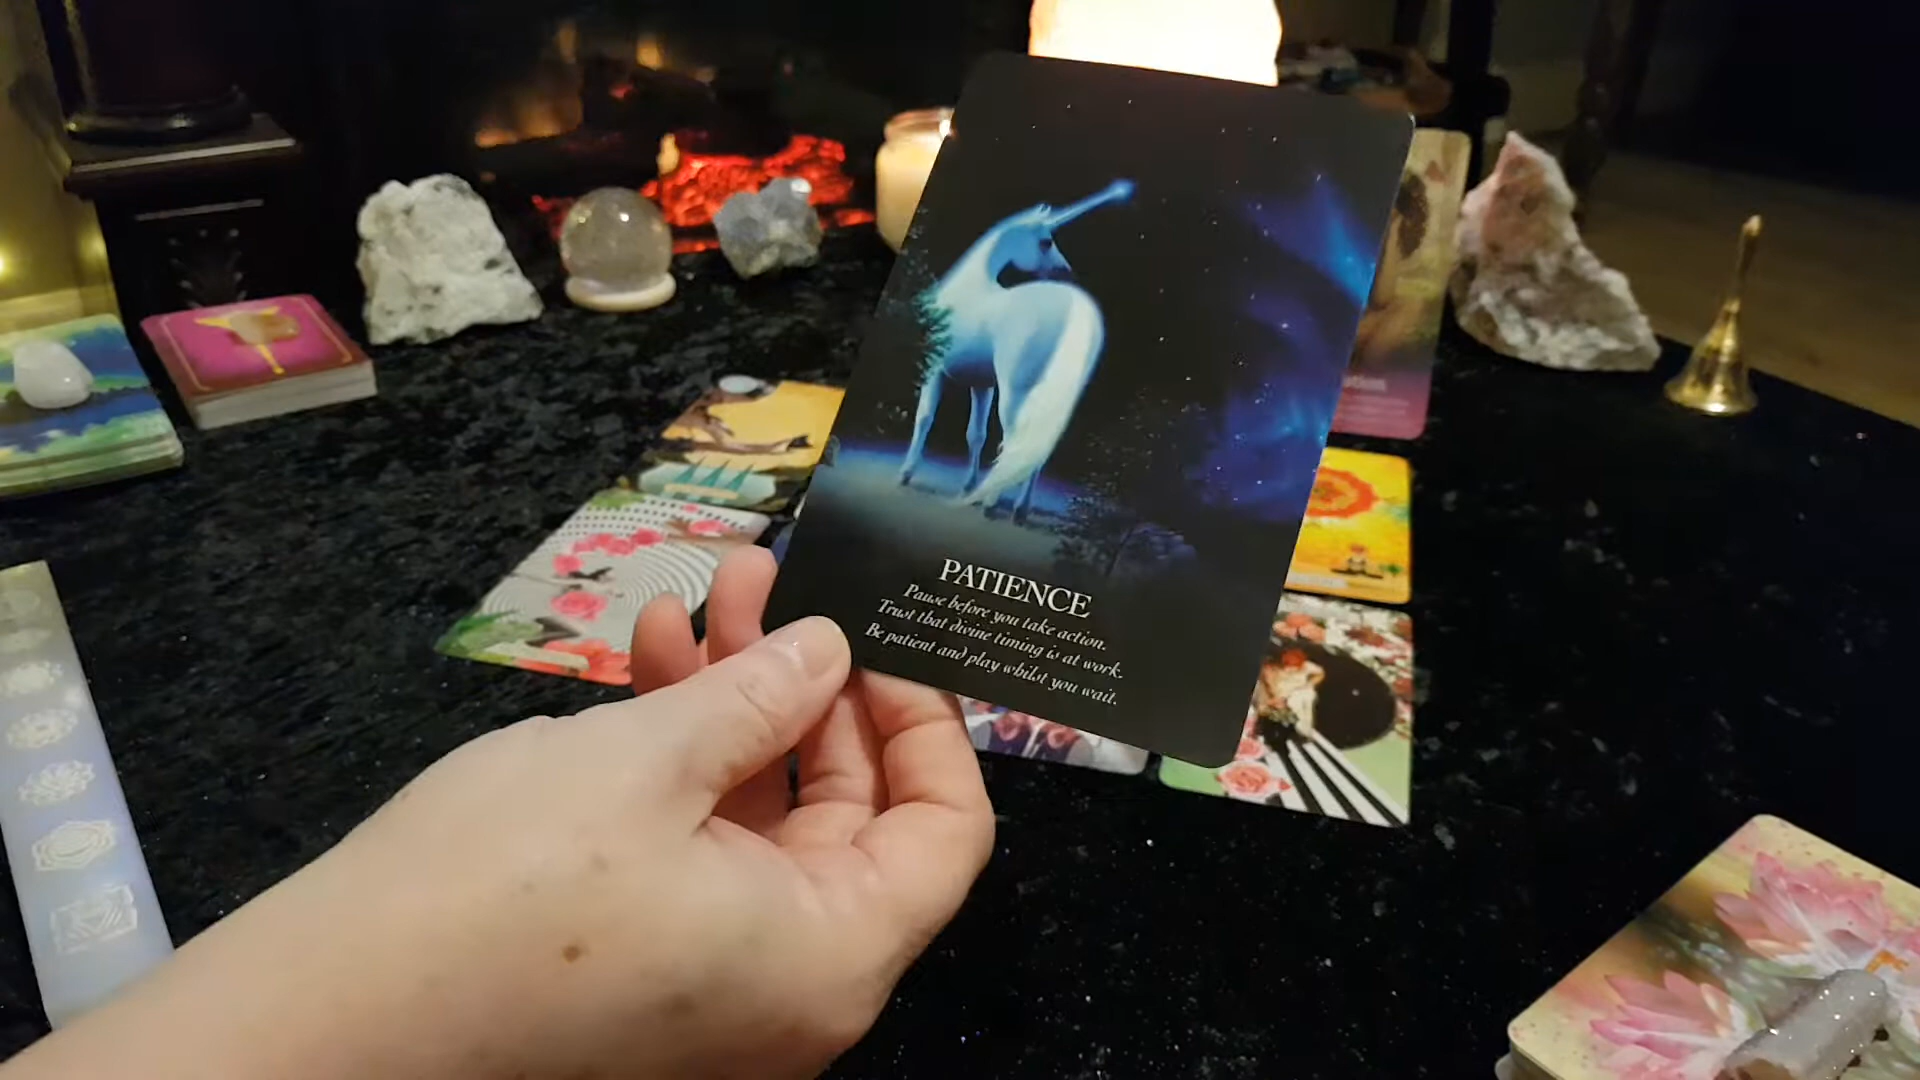 PATIENCE
Pause before you take action.
Trust that divine timing is at work.
Be patient and play whilst you wait.